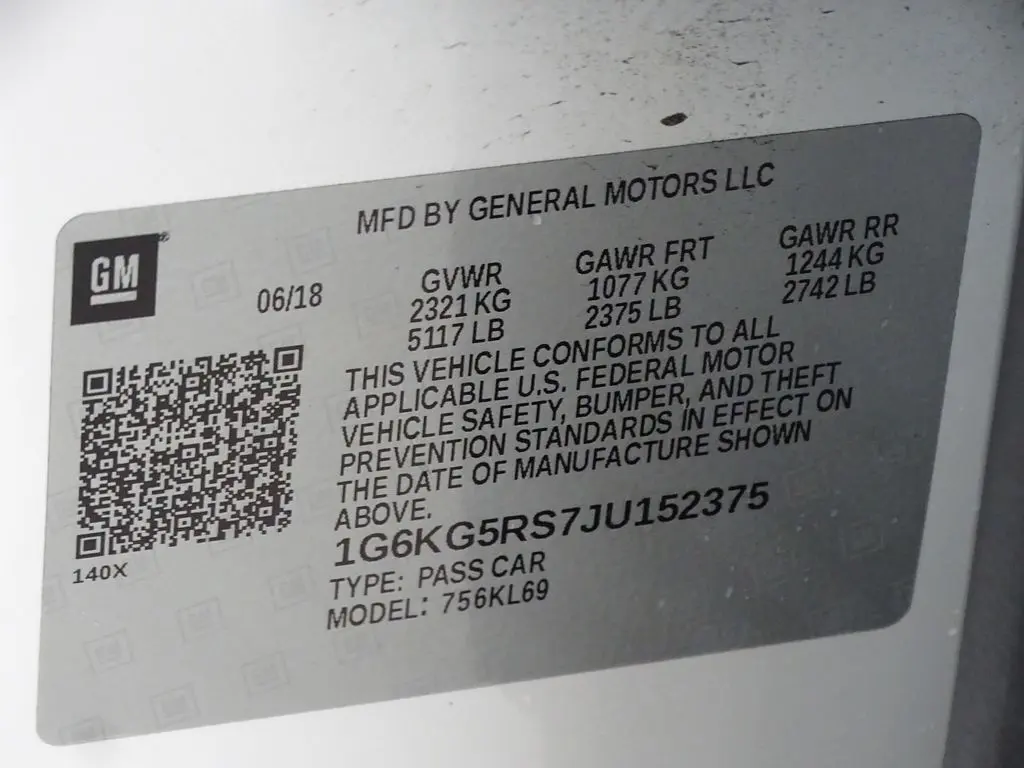 MFD BY GENERAL MOTORS LLC
GM®
06/18
GVWR
2321 KG
5117 LB
GAWR FRT
1077 KG
2375 LB
GAWR RR
1244 KG
2742 LB
THIS VEHICLE CONFORMS TO ALL
APPLICABLE U.S. FEDERAL MOTOR
VEHICLE SAFETY, BUMPER, AND THEFT
PREVENTION STANDARDS IN EFFECT ON
THE DATE OF MANUFACTURE SHOWN
ABOVE.
1G6KG5RS7JU152375
TYPE: PASS CAR
MODEL: 756KL69
140X